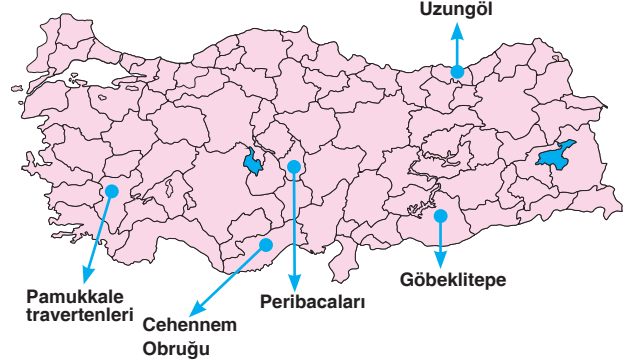 Uzungöl
Göbeklitepe
Peribacaları
Pamukkale
travertenleri
Cehennem
Obruğu